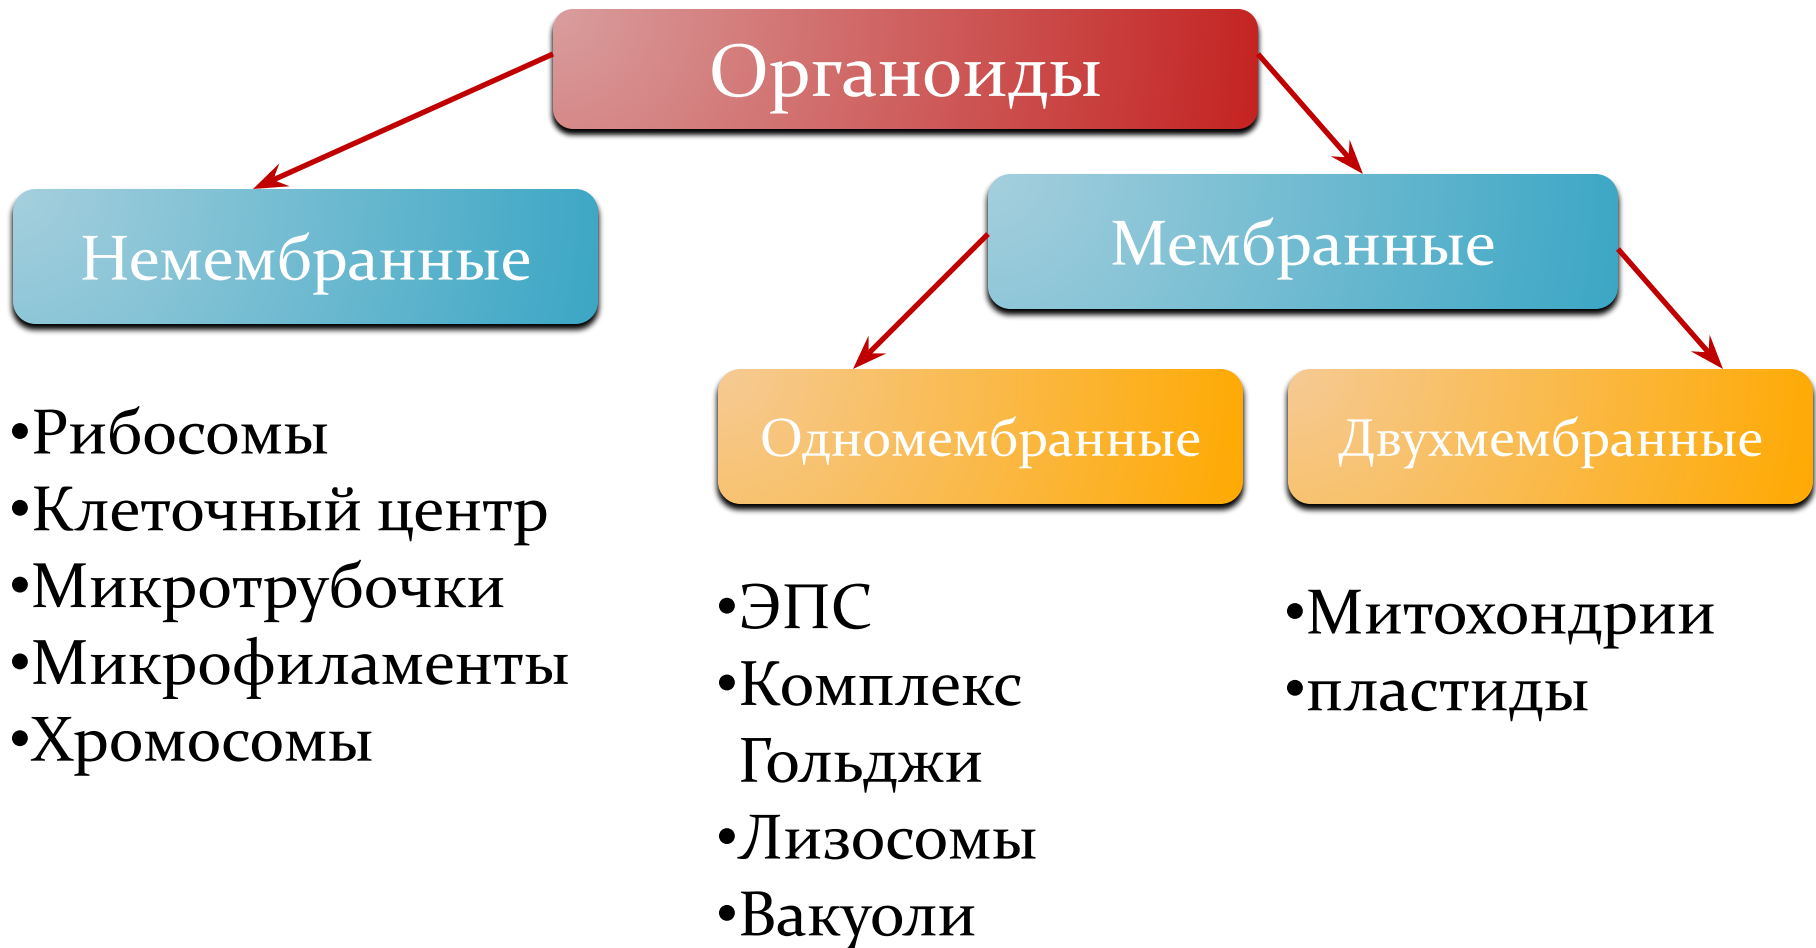 Органоиды
Немембранные
Мембранные
Одномембранные
Двухмембранные
•Рибосомы
•Клеточный центр
•Микротрубочки
•Микрофиламенты
•Хромосомы
•ЭПС
•Комплекс
Гольджи
•Лизосомы
•Вакуоли
•Митохондрии
•пластиды